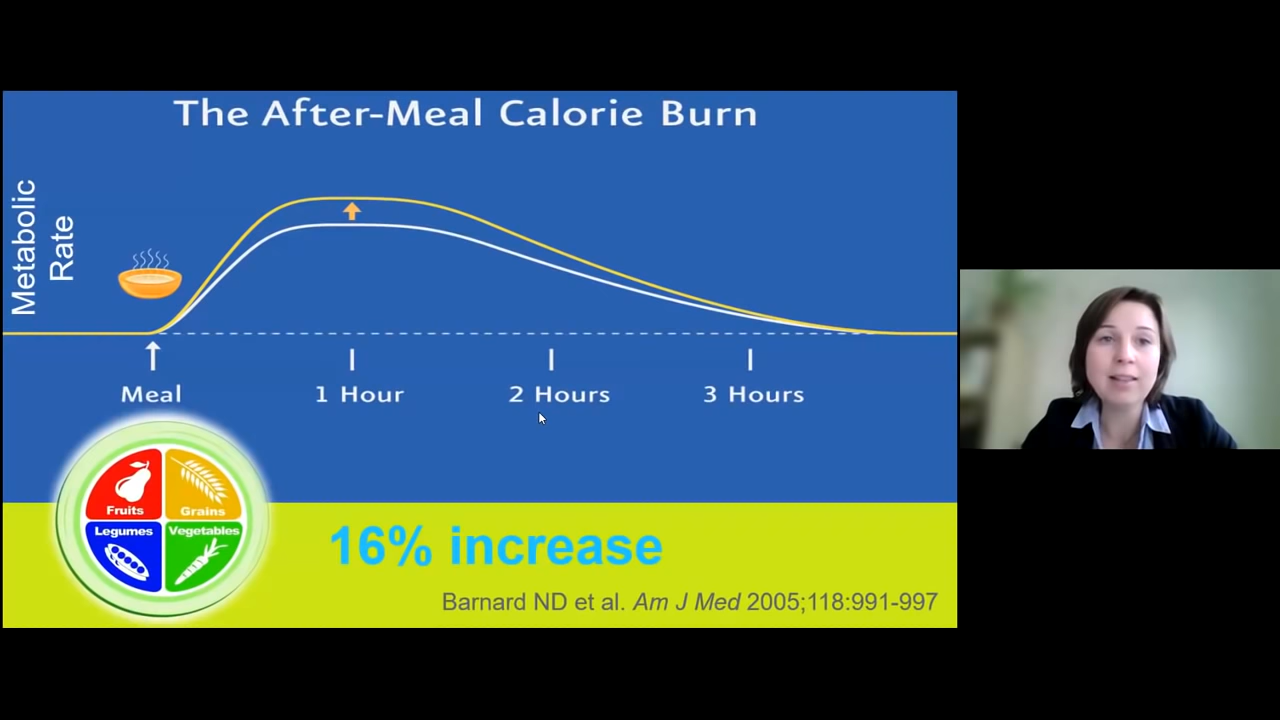 The After-Meal Calorie Burn
Metabolic
Rate
Meal
1 Hour
2 Hours
3 Hours
Fruits
Grains
Legumes
Vegetables
16% increase
Barnard ND et al. Am J Med 2005;118:991-997